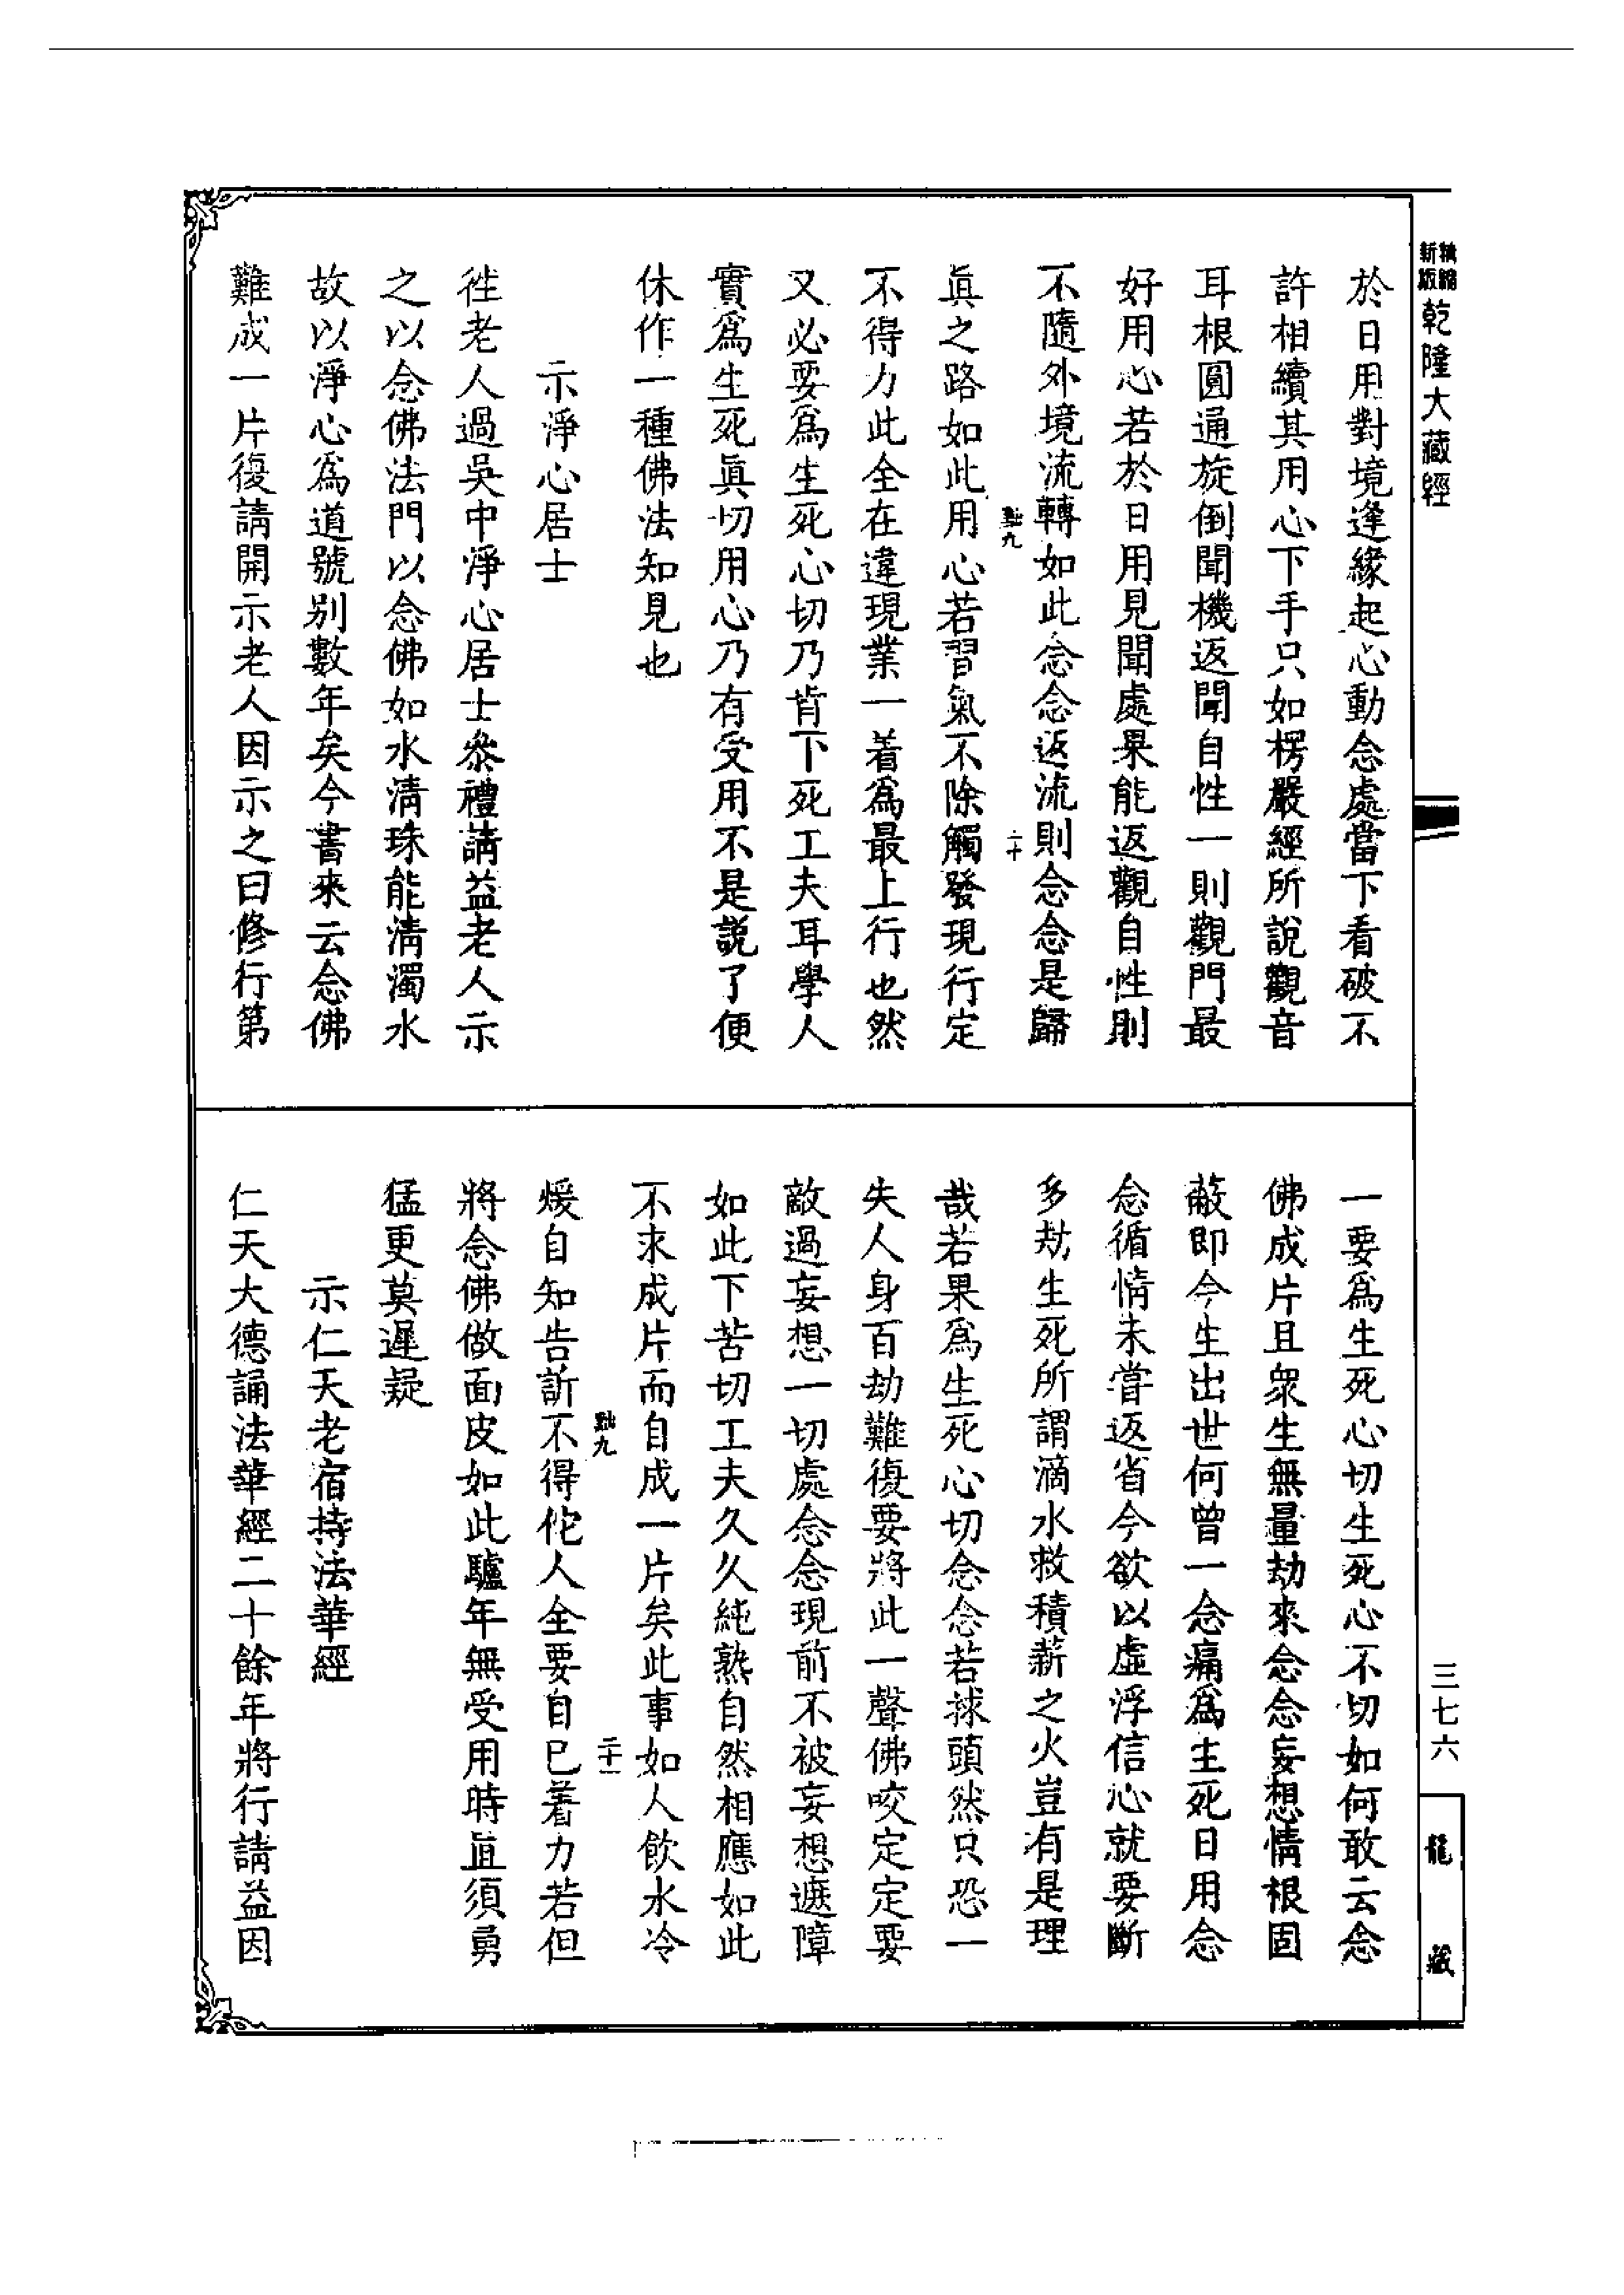 精縮新版乾隆大藏經
於日用對境逢緣起心動念處當下看破不
許相續其用心下手只如楞嚴經所說觀音
耳根圓通旋倒聞機返聞自性一則觀門最
好用心若於日用見聞處果能返觀自性則
不隨外境流轉如此念念返流則念念是歸
真之路如此用心若習氣不除觸發現行定
不得力此全在違現業一着爲最上行也然
又必要爲生死心切乃肯下死工夫耳學人
實爲生死真切用心乃有受用不是説了便
休作一種佛法知見也
示淨心居士
徃老人過吳中淨心居士叅禮請益老人示
之以念佛法門以念佛如水清珠能清濁水
故以淨心爲道號别數年矣今書來云念佛
難成一片復請開示老人因示之曰修行第
一要爲生死心切生死心不切如何敢云念
佛成片且衆生無量劫來念念妄想情根固
蔽即今生出世何曾一念痛爲生死日用念
念循情未嘗返省今欲以虛浮信心就要斷
多劫生死所謂滴水救積薪之火豈有是理
哉若果爲生死心切念念若捄頭然只恐一
失人身百劫難復要將此一聲佛咬定定要
敵過妄想一切處念念現前不被妄想遮障
如此下苦切工夫久久純熟自然相應如此
不求成片而自成一片矣此事如人飲水冷
煖自知告訴不得佗人全要自巳着力若但
將念佛做面皮如此驢年無受用時直須勇
猛更莫遲疑
示仁天老宿持法華經
仁天大德誦法華經二十餘年將行請益因
二十
二十一
三七六
龍藏